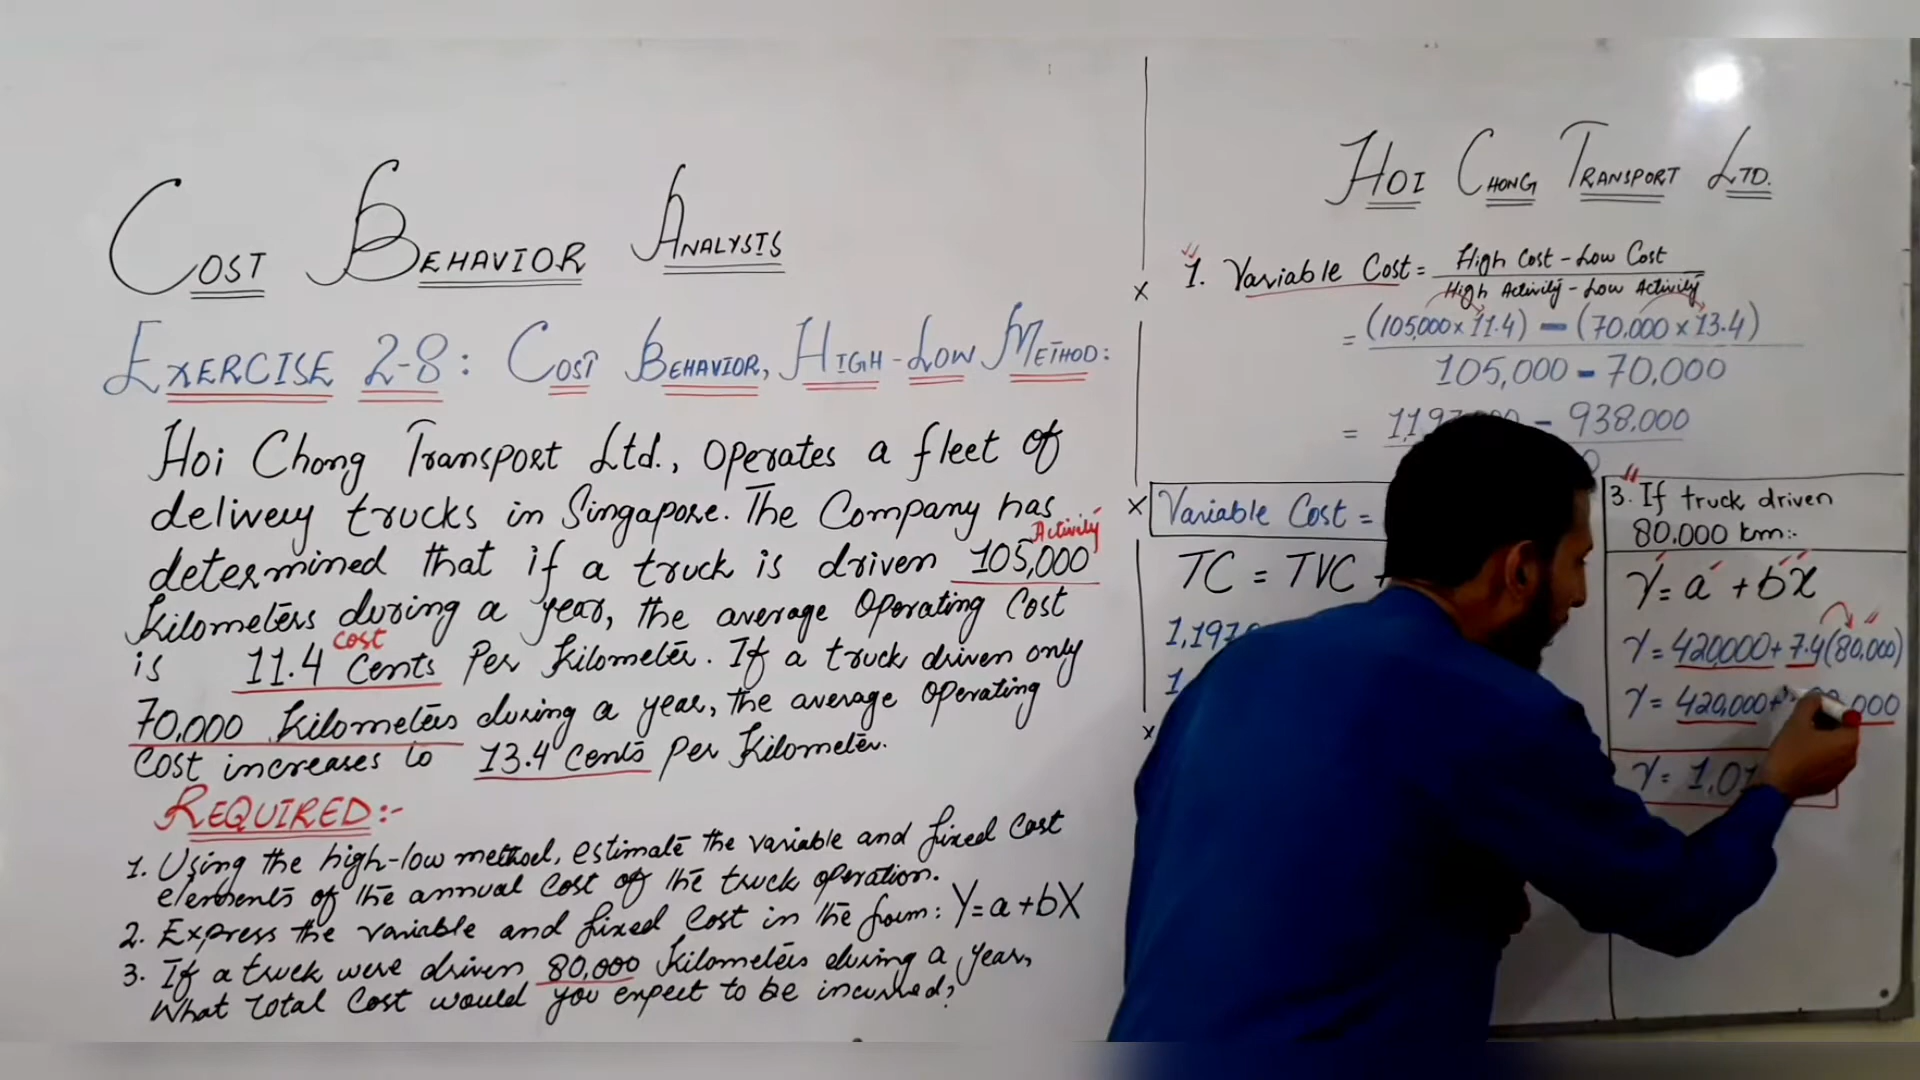 COST BEHAVIOR ANALYSIS
EXERCISE 2-8: COST BEHAVIOR, HIGH-LOW METHOD:
Hoi Chong Transport Ltd., Operates a fleet of
delivery trucks in Singapore. The Company has
Activity
determined that if a truck is driven 105,000
Kilometers during a year, the average Operating Cost
Cost
is 11.4 Cents Per Kilometer. If a truck driven only
70,000 Kilometers during a year, the average Operating
Cost increases to 13.4 Cents Per Kilometer.
REQUIRED:-
1. Using the high-low method, estimate the variable and fixed Cost
elements of the annual Cost of the truck operation.
2. Express the variable and fixed Cost in the form: Y=a+bX
3. If a truck were driven 80,000 Kilometers during a year,
What total Cost would you expect to be incurred?
HOI CHONG TRANSPORT LTD.
1. Variable Cost = High Cost - Low Cost
High Activity - Low Activity
= (105,000 x 11.4) - (70,000 x 13.4)
105,000 - 70,000
= - 938,000
Variable Cost =
TC = TVC +
3. If truck driven
80,000 km:-
Y = a + bX
Y = 420,000 + 7.4 (80,000)
Y = 420,000 +
Y =